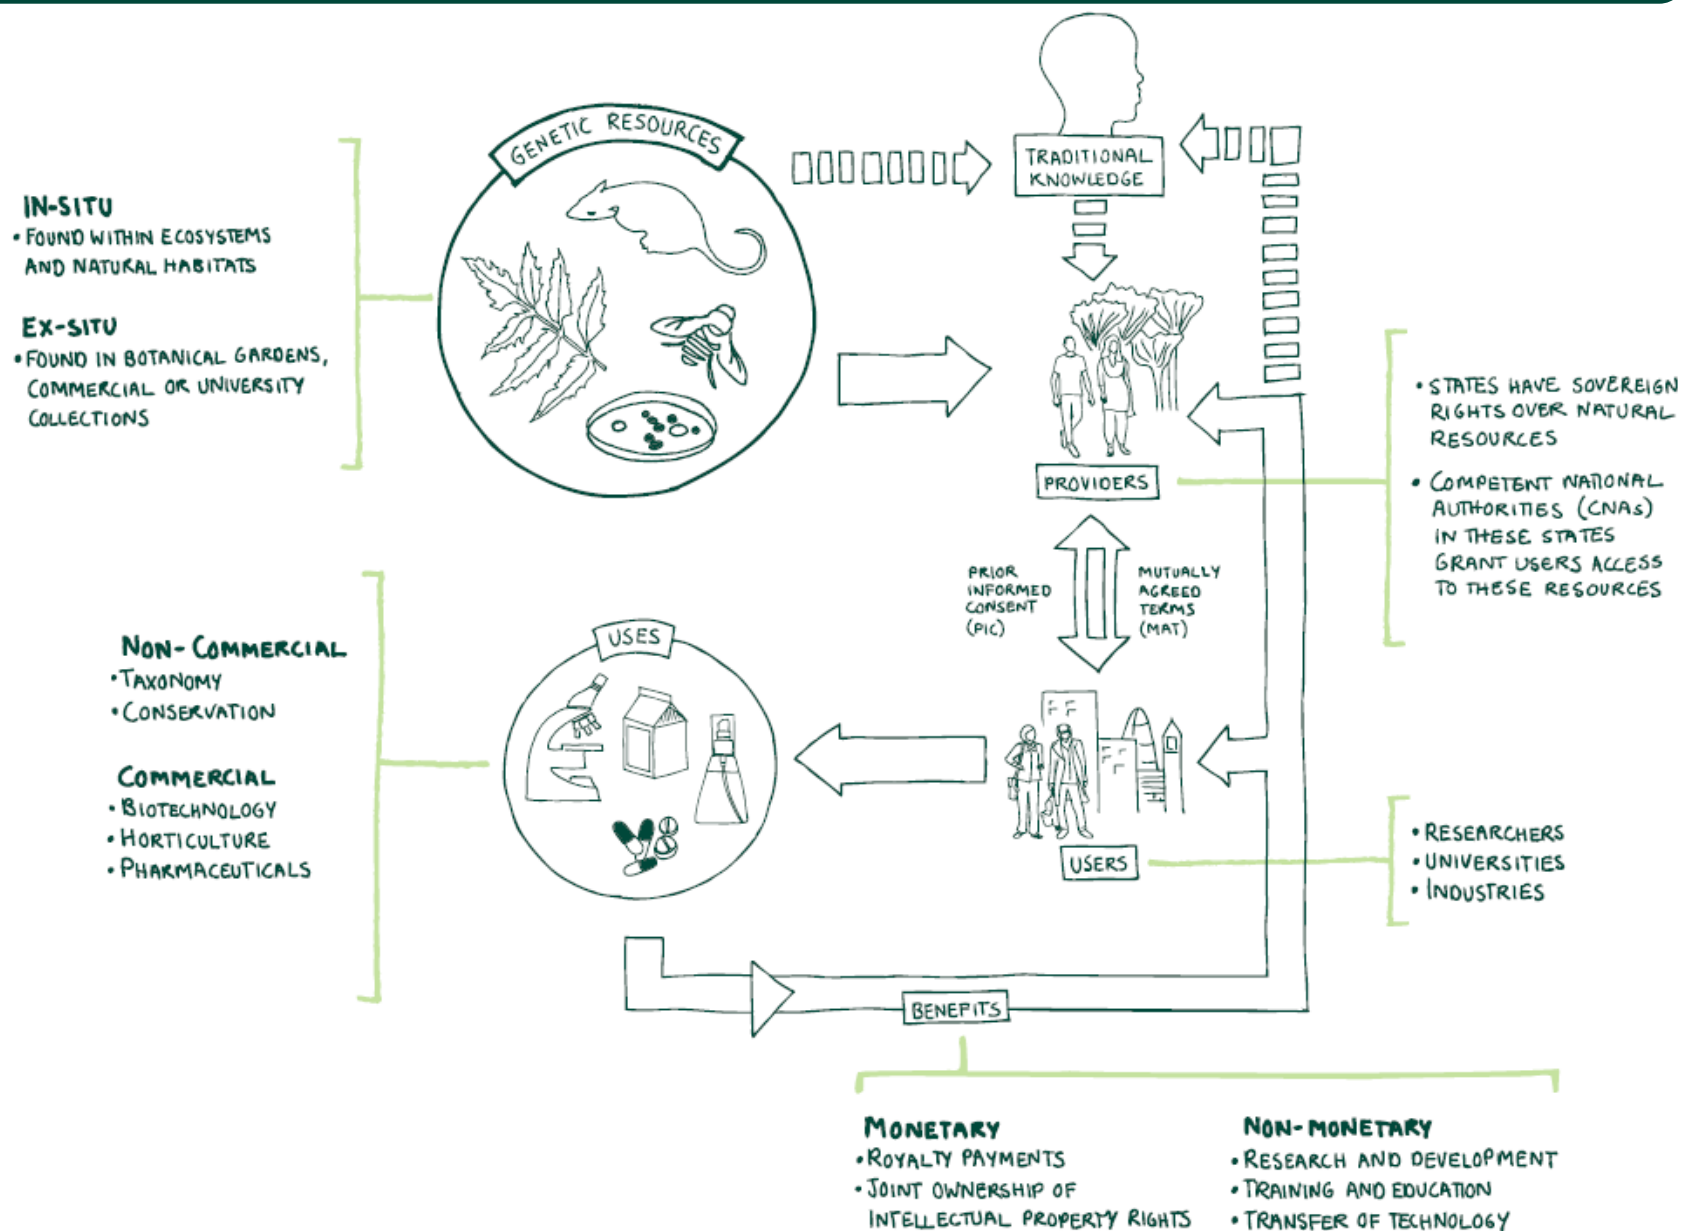 GENETIC RESOURCES
IN-SITU
• FOUND WITHIN ECOSYSTEMS
AND NATURAL HABITATS
EX-SITU
• FOUND IN BOTANICAL GARDENS,
COMMERCIAL OR UNIVERSITY
COLLECTIONS
TRADITIONAL
KNOWLEDGE
PROVIDERS
• STATES HAVE SOVEREIGN
RIGHTS OVER NATURAL
RESOURCES
• COMPETENT NATIONAL
AUTHORITIES (CNAs)
IN THESE STATES
GRANT USERS ACCESS
TO THESE RESOURCES
PRIOR
INFORMED
CONSENT
(PIC)
MUTUALLY
AGREED
TERMS
(MAT)
USES
NON-COMMERCIAL
• TAXONOMY
• CONSERVATION
COMMERCIAL
• BIOTECHNOLOGY
• HORTICULTURE
• PHARMACEUTICALS
USERS
• RESEARCHERS
• UNIVERSITIES
• INDUSTRIES
BENEFITS
MONETARY
• ROYALTY PAYMENTS
• JOINT OWNERSHIP OF
INTELLECTUAL PROPERTY RIGHTS
NON-MONETARY
• RESEARCH AND DEVELOPMENT
• TRAINING AND EDUCATION
• TRANSFER OF TECHNOLOGY